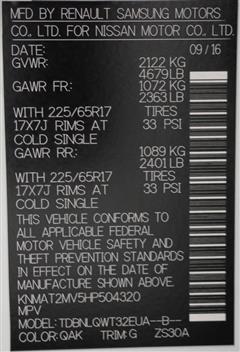 MFD BY RENAULT SAMSUNG MOTORS
CO., LTD. FOR NISSAN MOTOR CO., LTD.
DATE: 09/16
GVWR: 2122 KG
4679LB
GAWR FR.: 1072 KG
2363LB
WITH 225/65R17 TIRES
17X7J RIMS AT 33 PSI
COLD SINGLE
GAWR RR.: 1089 KG
2401LB
WITH 225/65R17 TIRES
17X7J RIMS AT 33 PSI
COLD SINGLE
THIS VEHICLE CONFORMS TO
ALL APPLICABLE FEDERAL
MOTOR VEHICLE SAFETY AND
THEFT PREVENTION STANDARDS
IN EFFECT ON THE DATE OF
MANUFACTURE SHOWN ABOVE.
KNMAT2MV5HP504320
MPV
MODEL: TDBNLQWT32EUA--B--
COLOR: QAK TRIM: G ZS30A